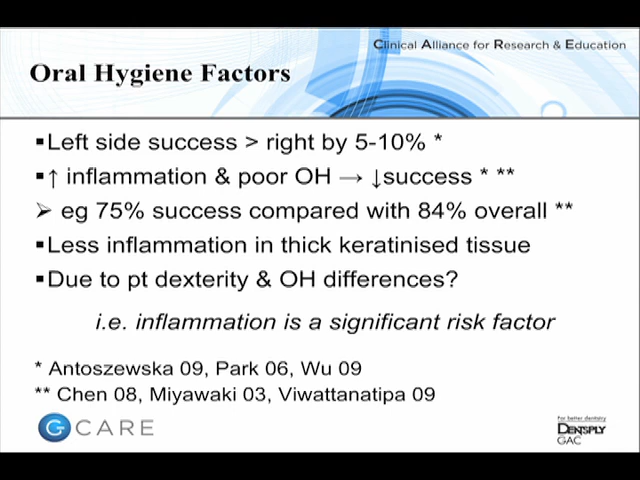 Clinical Alliance for Research & Education
Oral Hygiene Factors
▪Left side success > right by 5-10% *
▪↑ inflammation & poor OH → ↓success * **
➢ eg 75% success compared with 84% overall **
▪Less inflammation in thick keratinised tissue
▪Due to pt dexterity & OH differences?
i.e. inflammation is a significant risk factor
* Antoszewska 09, Park 06, Wu 09
** Chen 08, Miyawaki 03, Viwattanatipa 09
G CARE
For better dentistry
DENTSPLY
GAC